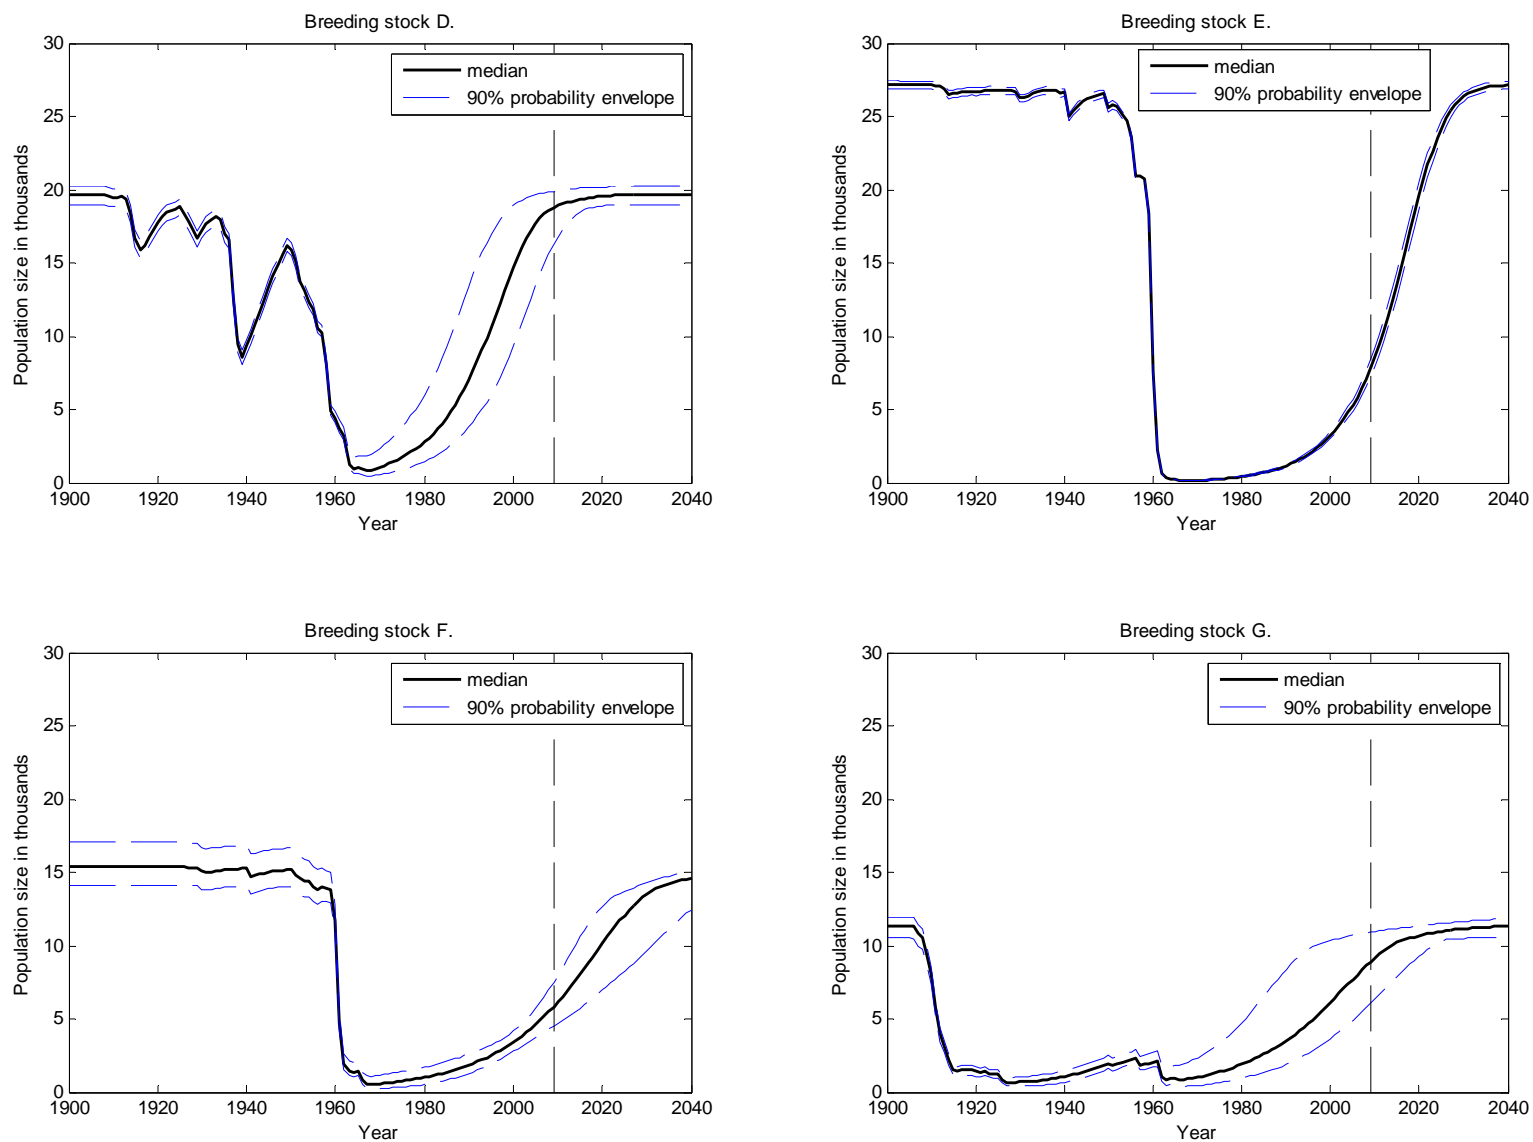 Breeding stock D.
30
25
20
15
10
5
0
Population size in thousands
median
90% probability envelope
1900 1920 1940 1960 1980 2000 2020 2040
Year
Breeding stock E.
30
25
20
15
10
5
0
Population size in thousands
median
90% probability envelope
1900 1920 1940 1960 1980 2000 2020 2040
Year
Breeding stock F.
30
25
20
15
10
5
0
Population size in thousands
median
90% probability envelope
1900 1920 1940 1960 1980 2000 2020 2040
Year
Breeding stock G.
30
25
20
15
10
5
0
Population size in thousands
median
90% probability envelope
1900 1920 1940 1960 1980 2000 2020 2040
Year